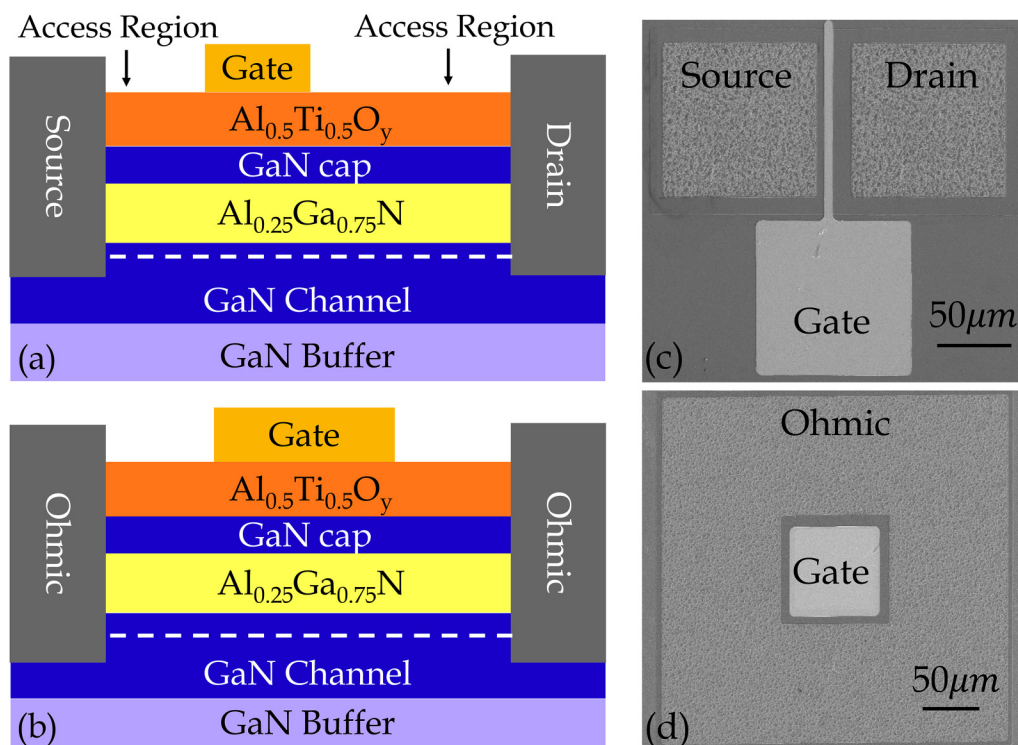 Access Region
Access Region
Gate
Source
Al0.5Ti0.5Oy
Drain
GaN cap
Al0.25Ga0.75N
GaN Channel
GaN Buffer
(a)
Gate
Ohmic
Al0.5Ti0.5Oy
Ohmic
GaN cap
Al0.25Ga0.75N
GaN Channel
GaN Buffer
(b)
Source
Drain
Gate
50μm
(c)
Ohmic
Gate
50μm
(d)